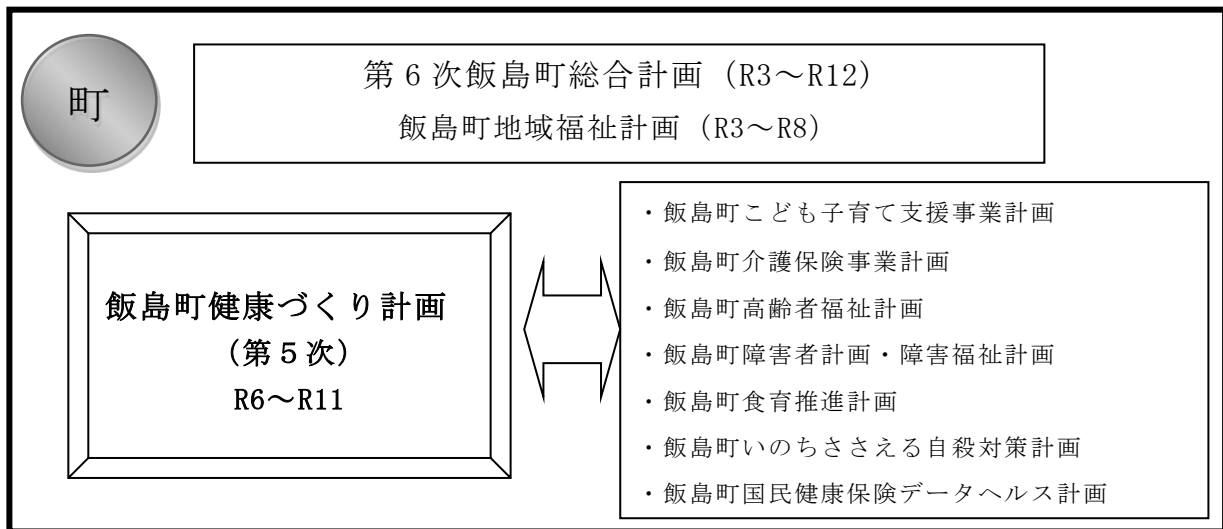 町
第６次飯島町総合計画（R3～R12）
飯島町地域福祉計画（R3～R8）
飯島町健康づくり計画
（第５次）
R6～R11
・飯島町こども子育て支援事業計画
・飯島町介護保険事業計画
・飯島町高齢者福祉計画
・飯島町障害者計画・障害福祉計画
・飯島町食育推進計画
・飯島町いのちささえる自殺対策計画
・飯島町国民健康保険データヘルス計画